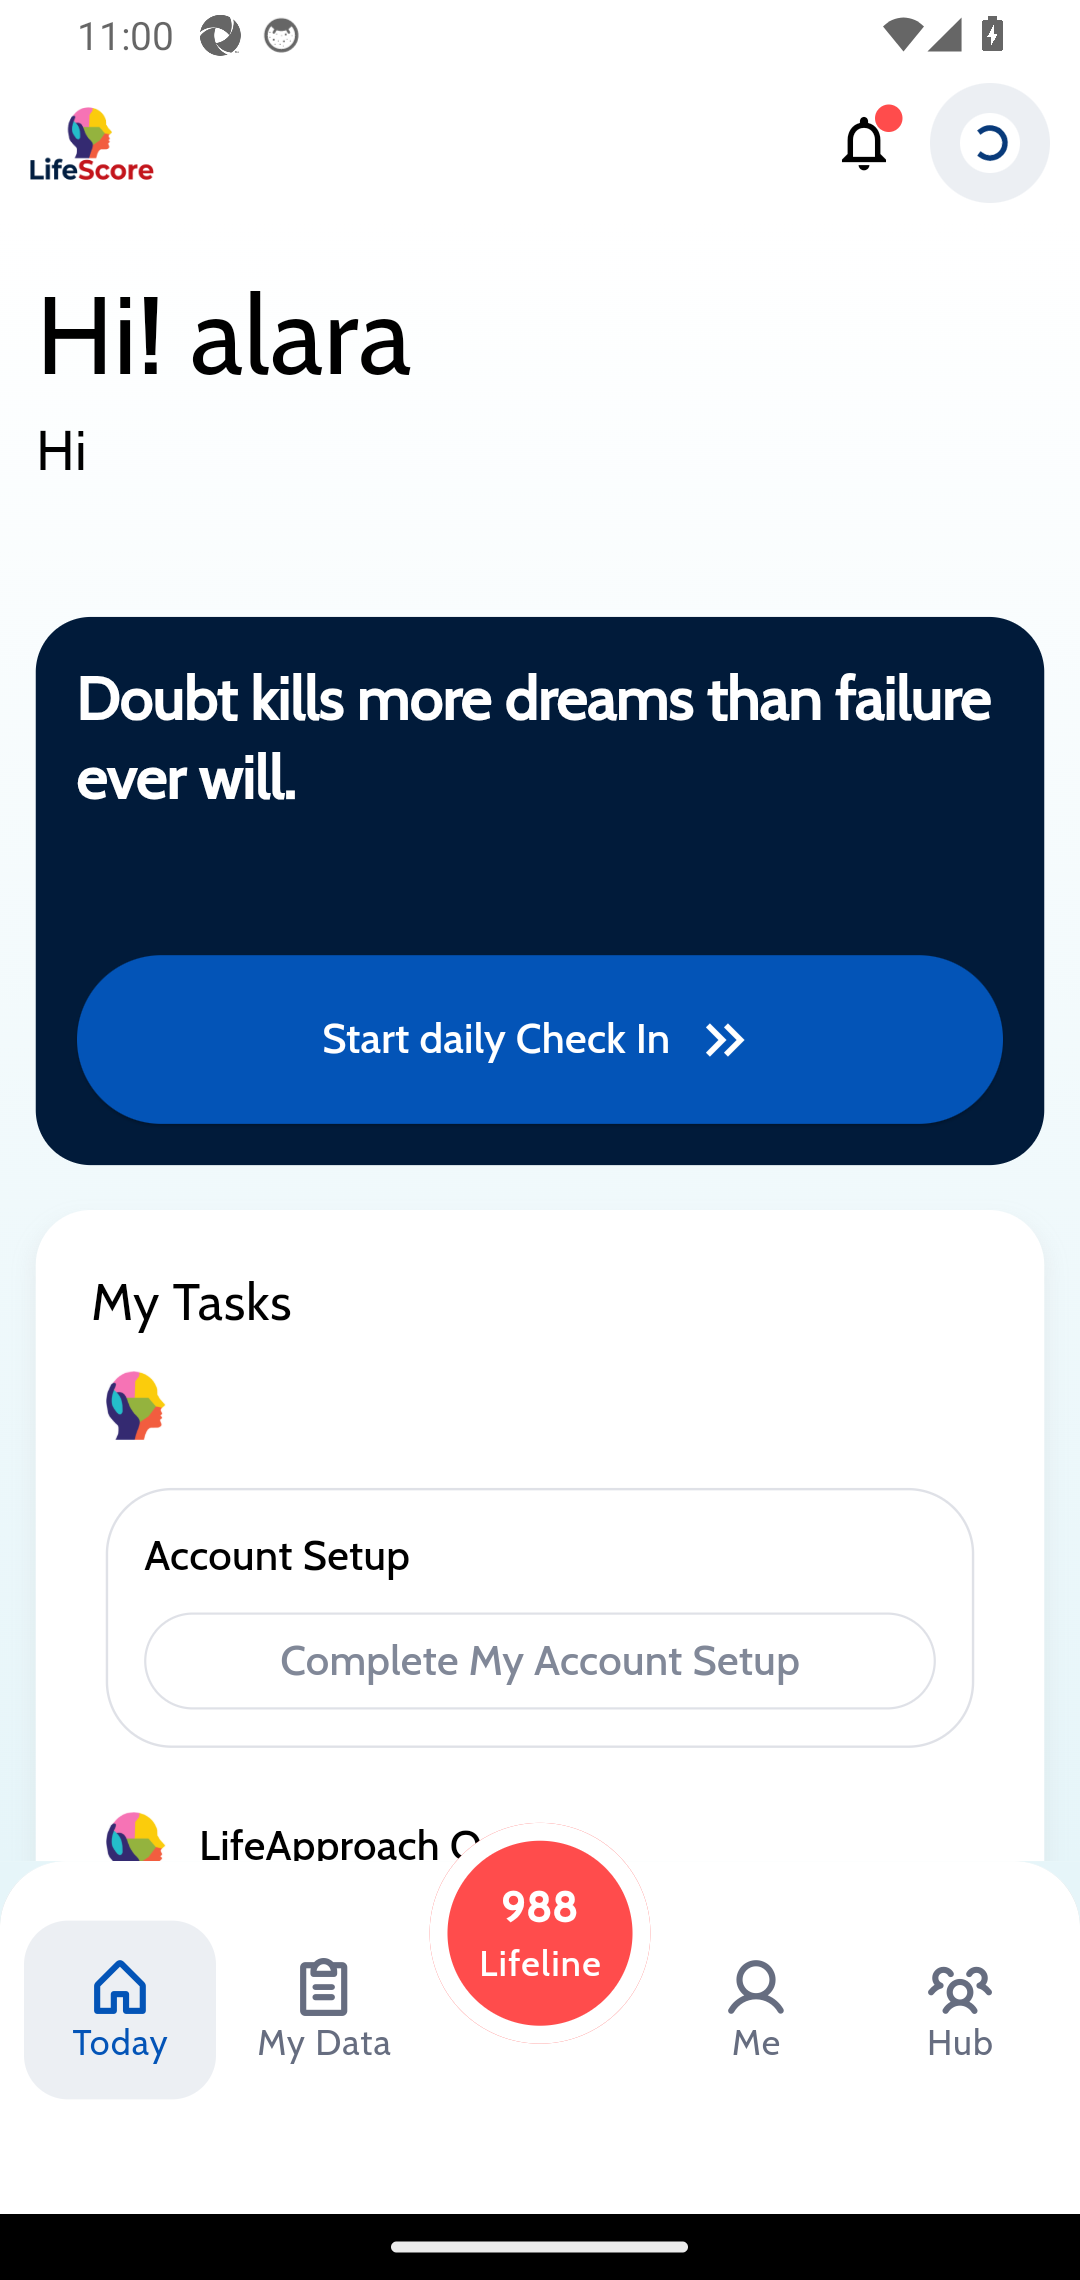 11:00
LifeScore
Hi! alara
Hi
Doubt kills more dreams than failure
ever will.
Start daily Check In
My Tasks
Account Setup
Complete My Account Setup
LifeApproach
988
Lifeline
Today
My Data
Me
Hub